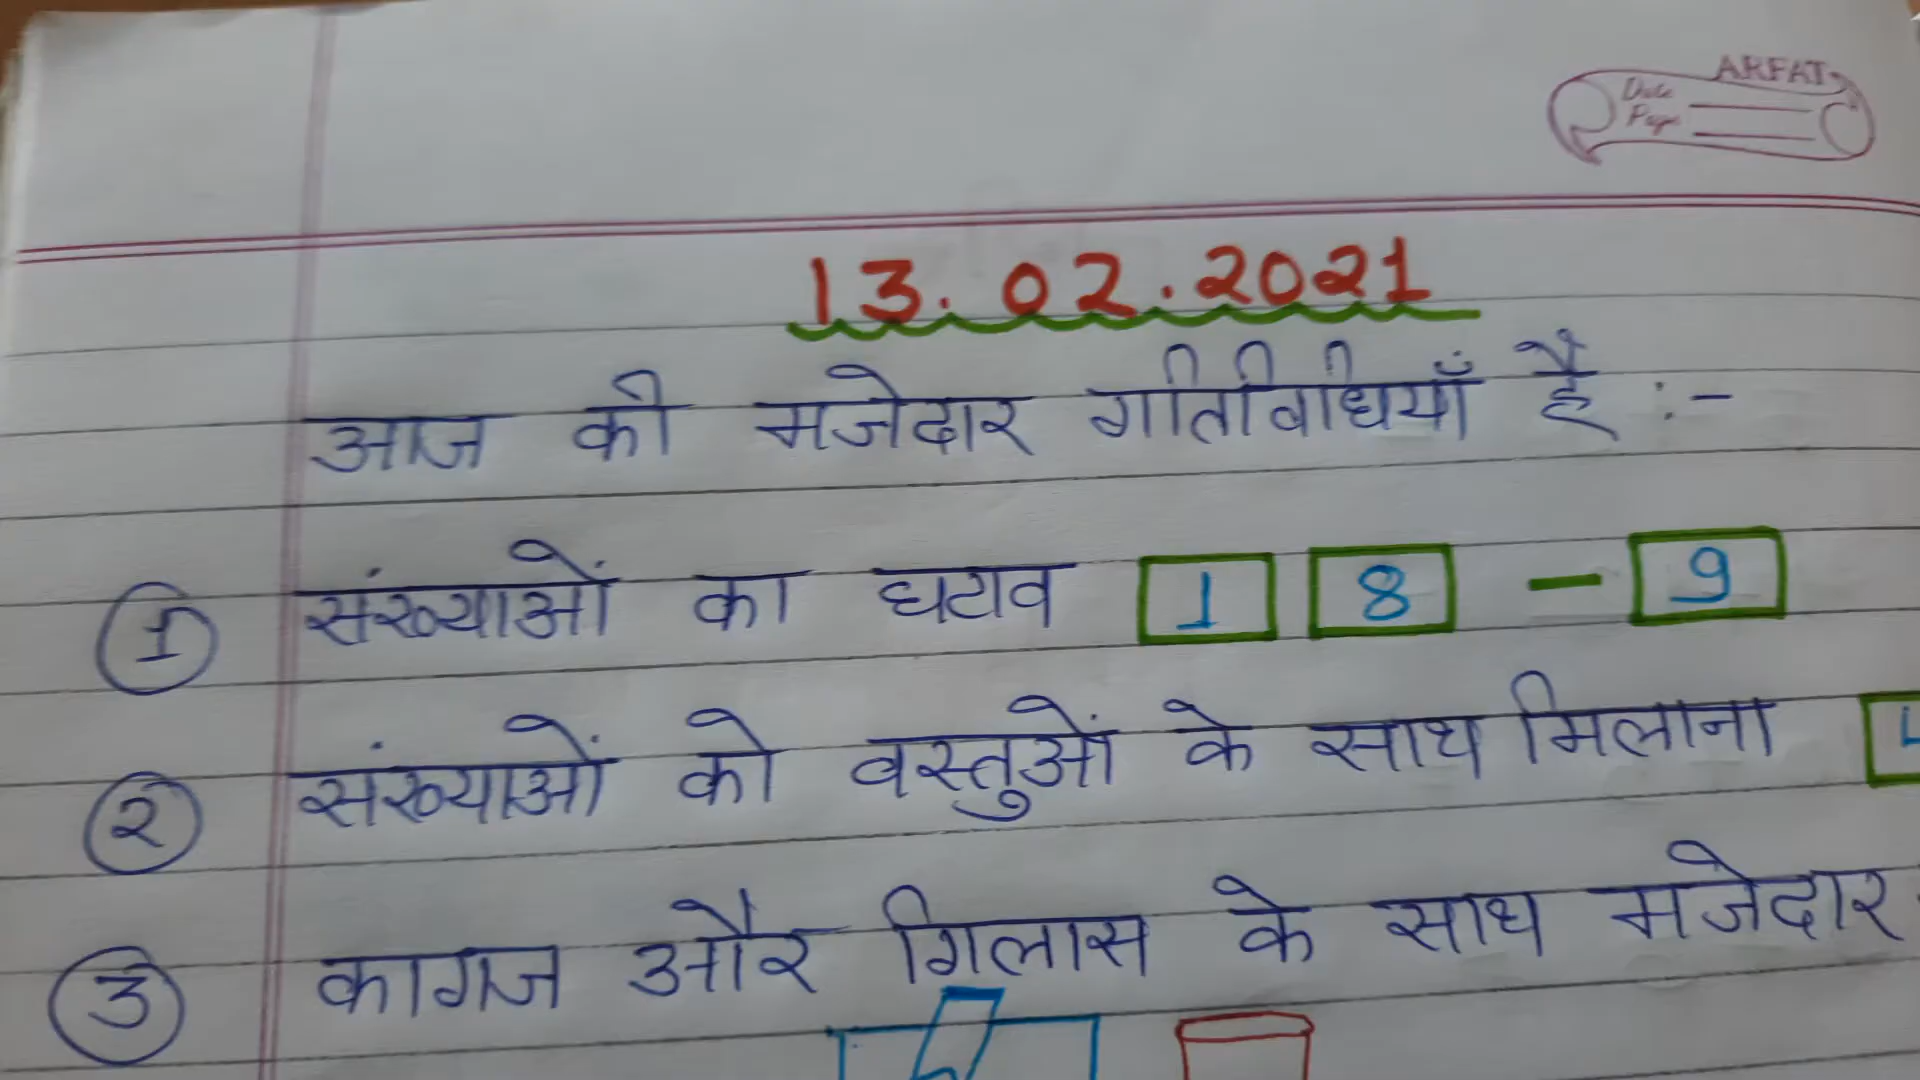 ARFAT
Date
Page
13.02.2021
आज की मजेदार गीतीवीधीयाँ है :-
1 संख्याओं का घटाव 1 8 - 9
2 संख्याओं को वस्तुओं के साथ मिलाना
3 कागज और गिलास के साथ मजेदार